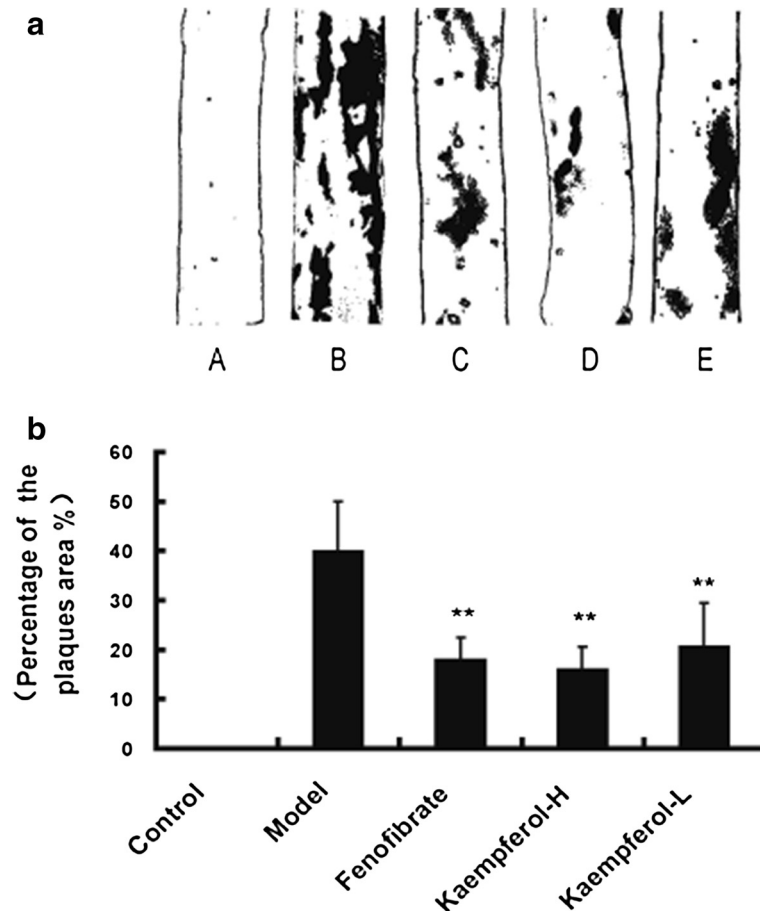 a
A B C D E
b
(Percentage of the
plaques area %)
60
50
40
30
20
10
0
** ** **
Control Model Fenofibrate Kaempferol-H Kaempferol-L